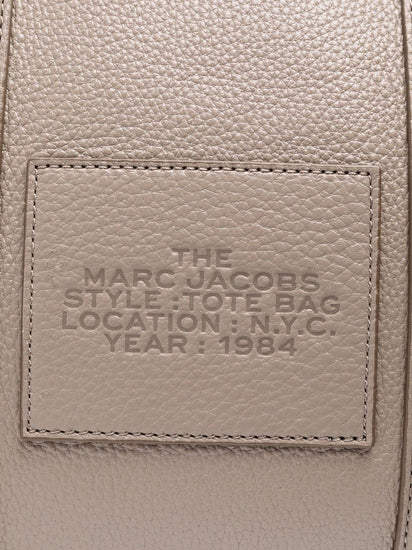 THE
MARC JACOBS
STYLE : TOTE BAG
LOCATION : N.Y.C.
YEAR : 1984